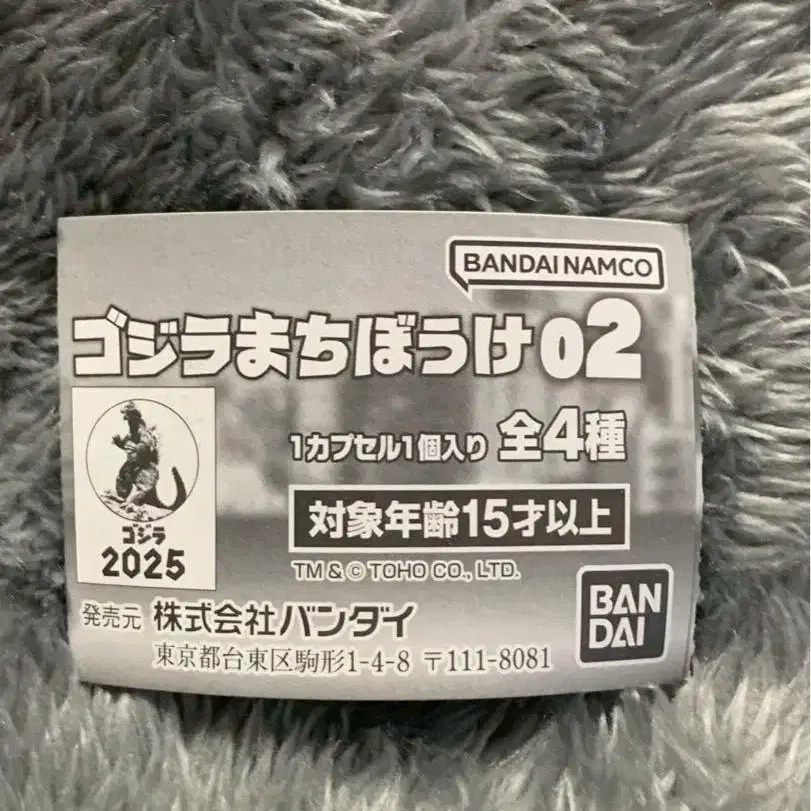 BANDAI NAMCO
ゴジラまちぼうけ02
1カプセル1個入り 全4種
対象年齢15才以上
TM & © TOHO CO., LTD.
ゴジラ
2025
BAN
DAI
発売元 株式会社バンダイ
東京都台東区駒形1-4-8 〒111-8081